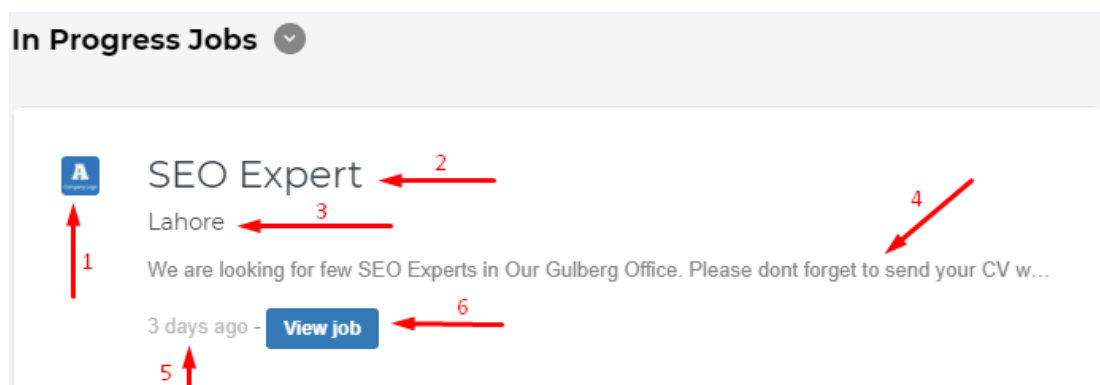 In Progress Jobs
A
SEO Expert
2
Lahore
3
4
1
We are looking for few SEO Experts in Our Gulberg Office. Please dont forget to send your CV w...
3 days ago - View job
6
5